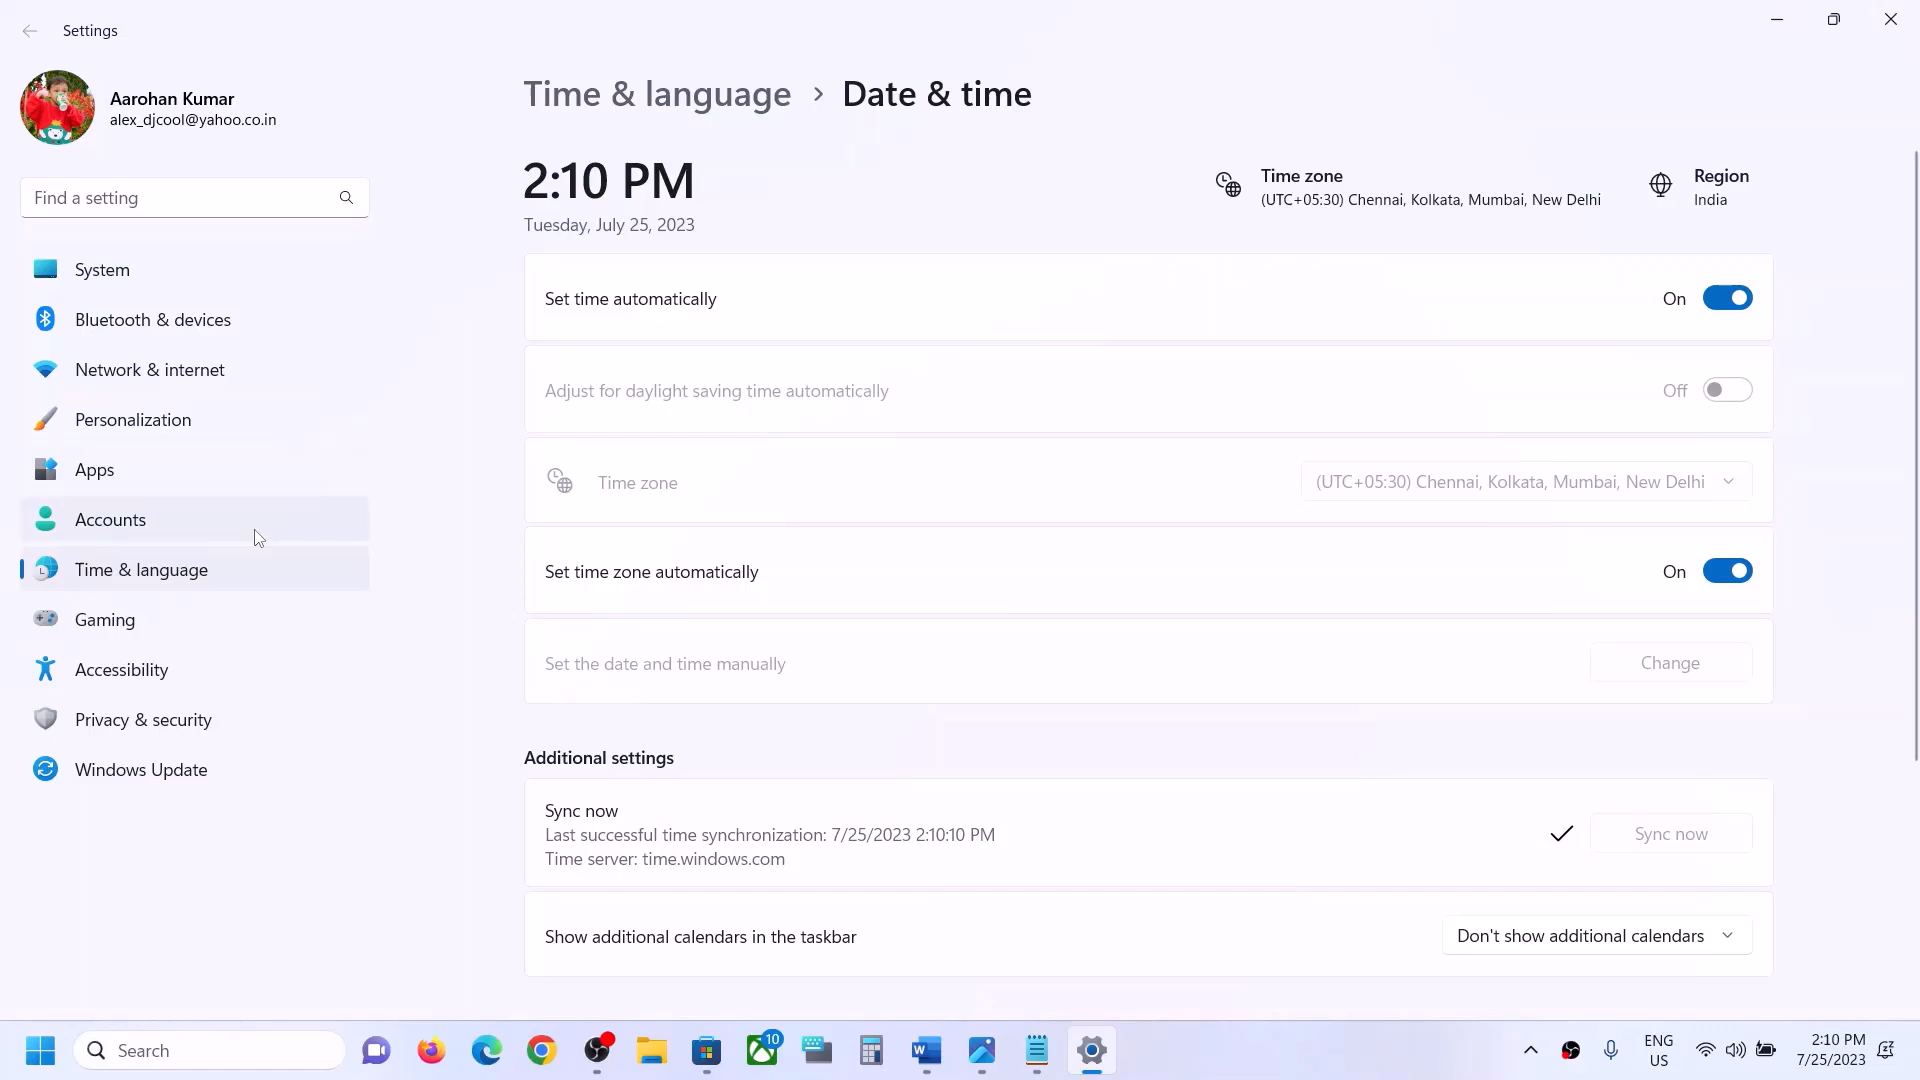 Settings
Aarohan Kumar
alex_djcool@yahoo.co.in
Find a setting
System
Bluetooth & devices
Network & internet
Personalization
Apps
Accounts
Time & language
Gaming
Accessibility
Privacy & security
Windows Update
Time & language > Date & time
2:10 PM
Tuesday, July 25, 2023
Time zone
(UTC+05:30) Chennai, Kolkata, Mumbai, New Delhi
Region
India
Set time automatically
On
Adjust for daylight saving time automatically
Off
Time zone
(UTC+05:30) Chennai, Kolkata, Mumbai, New Delhi
Set time zone automatically
On
Set the date and time manually
Change
Additional settings
Sync now
Last successful time synchronization: 7/25/2023 2:10:10 PM
Time server: time.windows.com
Sync now
Show additional calendars in the taskbar
Don't show additional calendars
Search
10
ENG
US
2:10 PM
7/25/2023